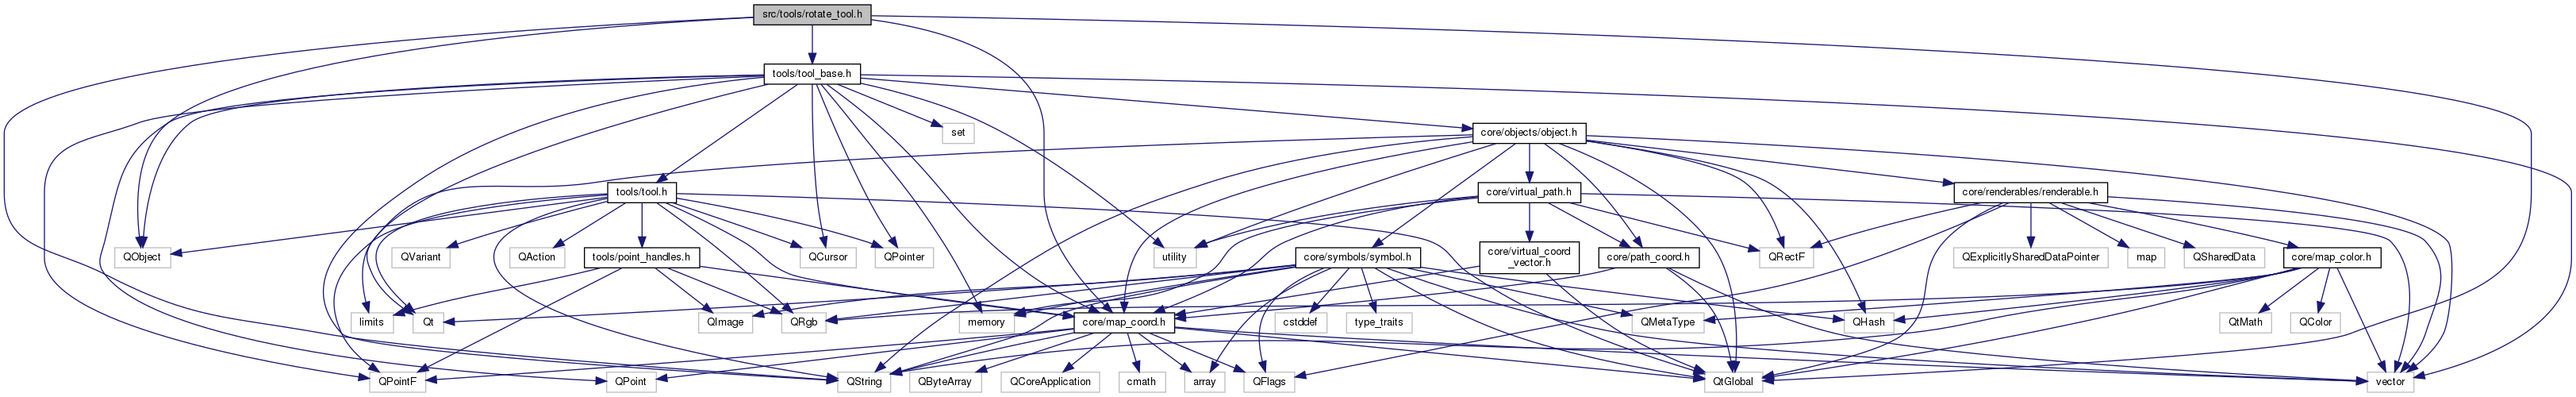 src/tools/rotate_tool.h
tools/tool_base.h
set
core/objects/object.h
tools/tool.h
core/virtual_path.h
core/renderables/renderable.h
QObject
QVariant
QAction
tools/point_handles.h
QCursor
QPointer
utility
core/symbols/symbol.h
core/virtual_coord
_vector.h
core/path_coord.h
QRectF
QExplicitlySharedDataPointer
map
QSharedData
core/map_color.h
limits
Qt
QImage
QRgb
memory
core/map_coord.h
cstddef
type_traits
QMetaType
QHash
QtMath
QColor
QPointF
QPoint
QString
QByteArray
QCoreApplication
cmath
array
QFlags
QtGlobal
vector